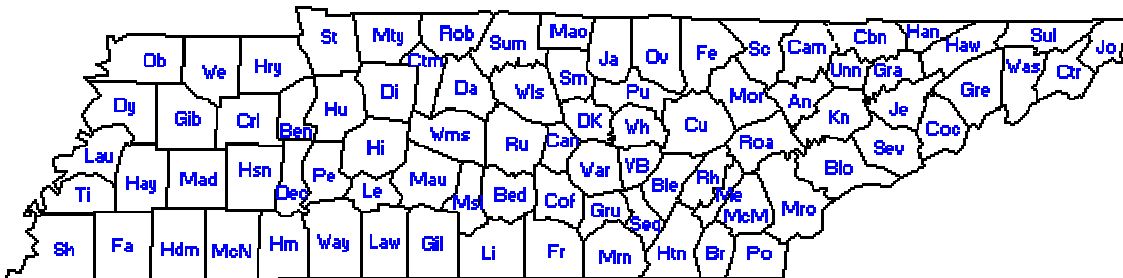 St Mty Rob Sum Mao Ja Ov Fe Sc Cam Cbn Han Haw Sul Jo
Ob We Hry Ctm Unn Gra Was Ctr
Dy Gib Crl Ben Hu Di Da Wls Sm Pu Mor An Kn Je Gre
Lau Hi Wms Ru Can DK Wh Cu Roa Coc
Ti Hay Mad Hsn Dec Pe Le Mau Msl Bed Cof War VB Ble Rh Me Blo Sev
Gru Seq McM Mro
Sh Fa Hdm McN Hm Way Law Gil Li Fr Mrn Htn Br Po